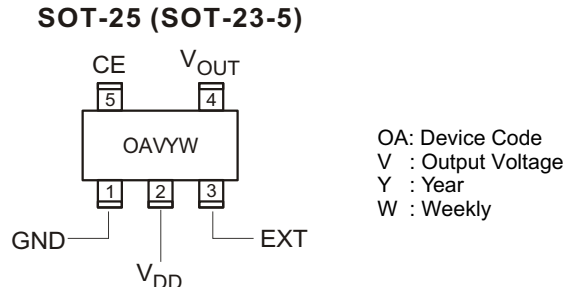 SOT-25 (SOT-23-5)
CE VOUT
5 4
OAVYW
1 2 3
GND EXT
VDD
OA: Device Code
V : Output Voltage
Y : Year
W : Weekly